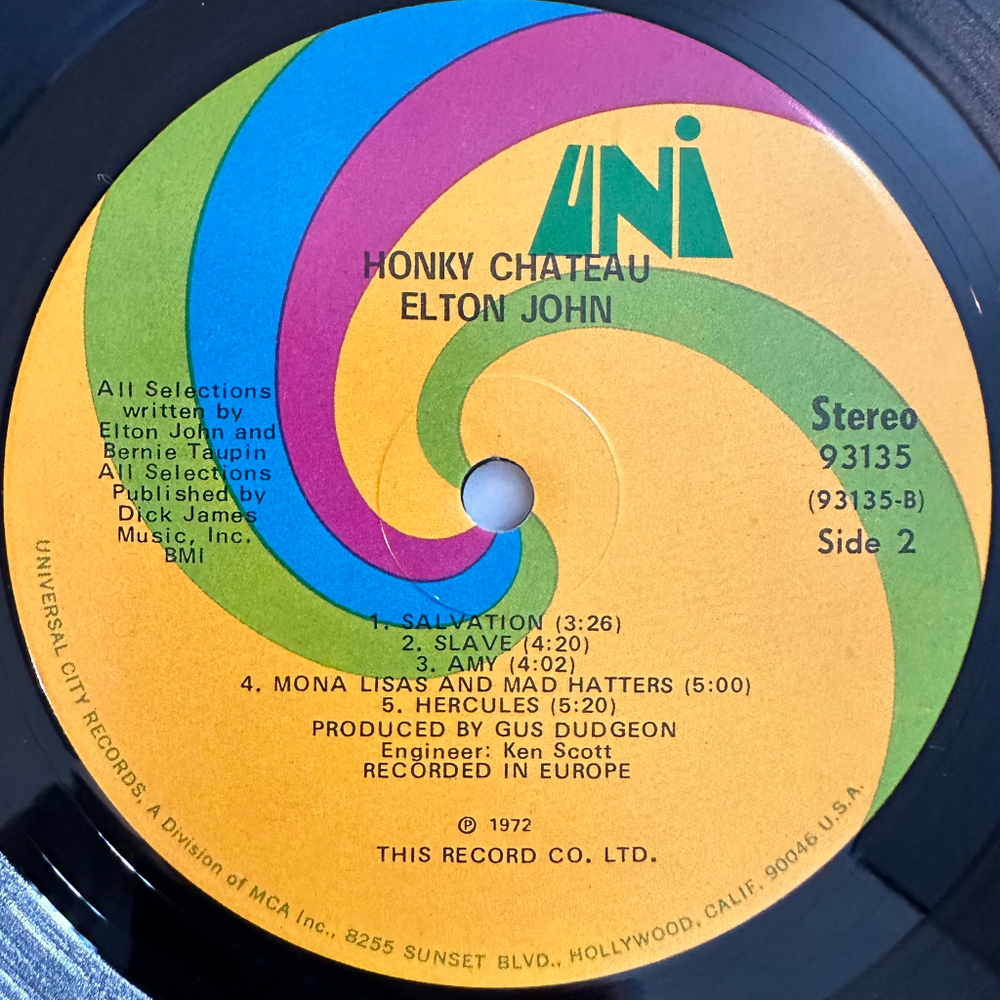 UNI
HONKY CHATEAU
ELTON JOHN
All Selections
written by
Elton John and
Bernie Taupin
All Selections
Published by
Dick James
Music, Inc.
BMI
Stereo
93135
(93135-B)
Side 2
1. SALVATION (3:26)
2. SLAVE (4:20)
3. AMY (4:02)
4. MONA LISAS AND MAD HATTERS (5:00)
5. HERCULES (5:20)
PRODUCED BY GUS DUDGEON
Engineer: Ken Scott
RECORDED IN EUROPE
℗ 1972
THIS RECORD CO. LTD.
UNIVERSAL CITY RECORDS, A Division of MCA Inc., 8255 SUNSET BLVD., HOLLYWOOD, CALIF. 90046 U.S.A.